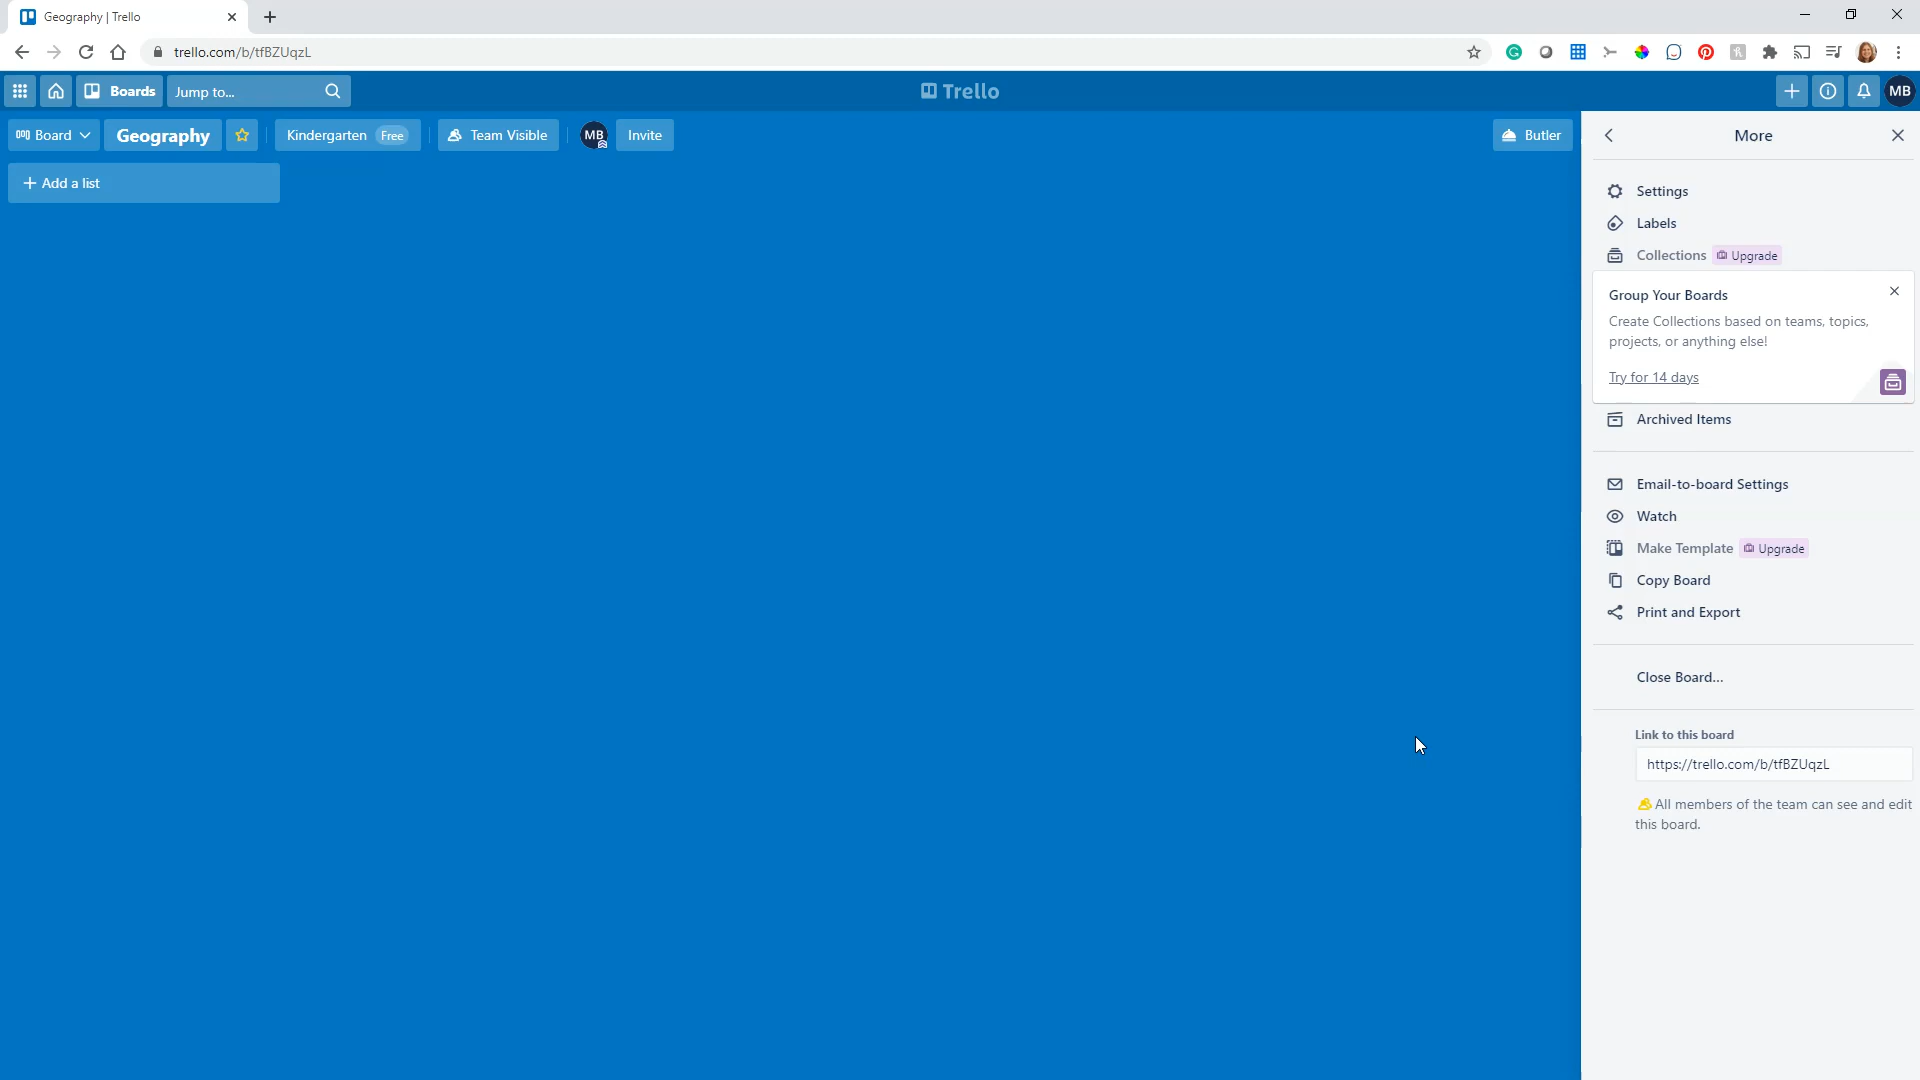 Geography | Trello
trello.com/b/tfBZUqzL
Boards
Jump to...
Trello
MB
Board
Geography
Kindergarten Free
Team Visible
MB
Invite
Butler
Add a list
More
Settings
Labels
Collections Upgrade
Group Your Boards
Create Collections based on teams, topics,
projects, or anything else!
Try for 14 days
Archived Items
Email-to-board Settings
Watch
Make Template Upgrade
Copy Board
Print and Export
Close Board...
Link to this board
https://trello.com/b/tfBZUqzL
All members of the team can see and edit
this board.